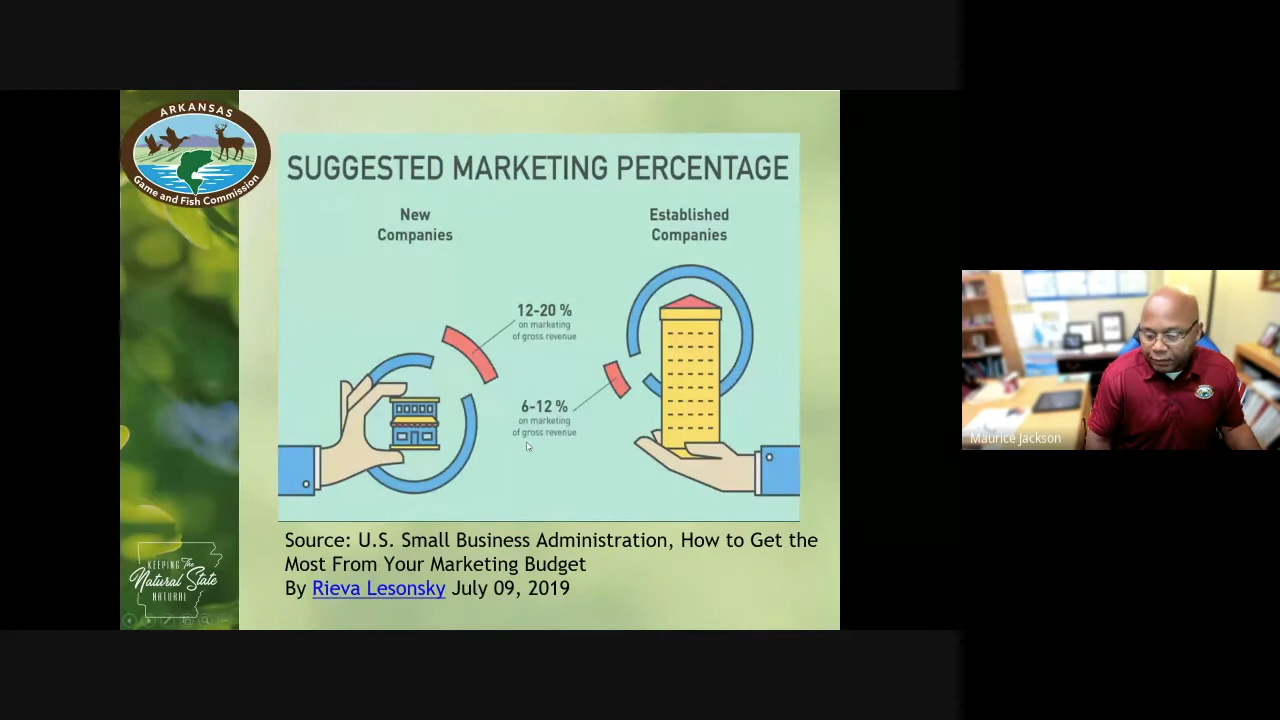 ARKANSAS
Game and Fish Commission
SUGGESTED MARKETING PERCENTAGE
New
Companies
Established
Companies
12-20 %
on marketing
of gross revenue
6-12 %
on marketing
of gross revenue
Source: U.S. Small Business Administration, How to Get the
Most From Your Marketing Budget
By Rieva Lesonsky July 09, 2019
KEEPING The
Natural State
NATURAL
Maurice Jackson